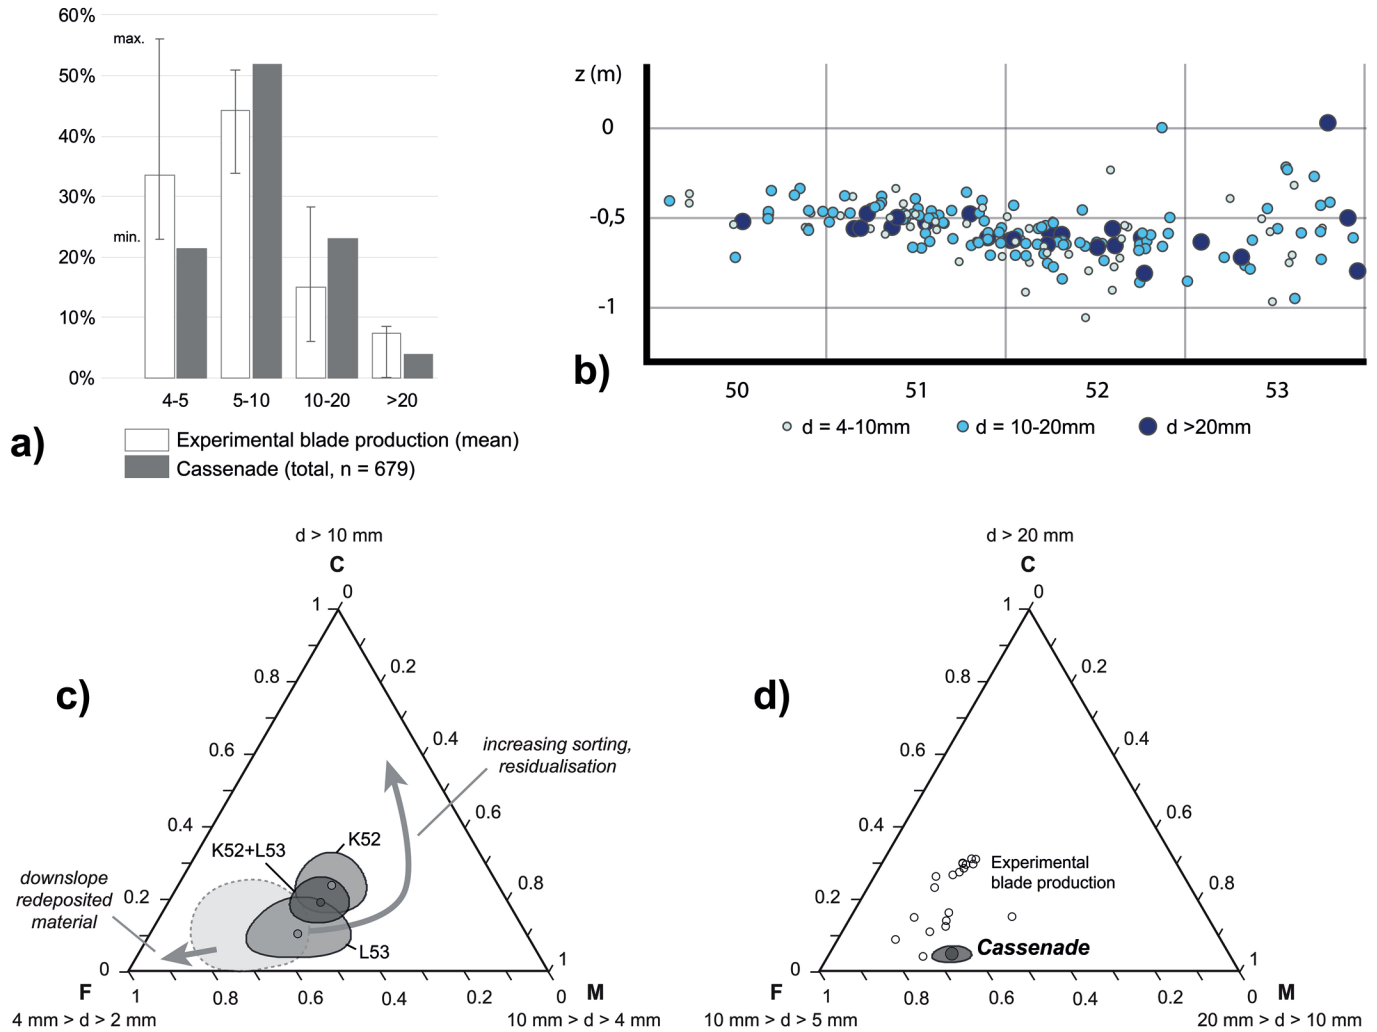 60%
max.
50%
40%
30%
min.
20%
10%
0%
4-5 5-10 10-20 >20
a)
Experimental blade production (mean)
Cassenade (total, n = 679)
z (m)
0
-0,5
-1
b)
50 51 52 53
d = 4-10mm d = 10-20mm d >20mm
c)
d > 10 mm
C
1 0
0.8 0.2
0.6 0.4
increasing sorting,
residualisation
0.4 0.6
K52
K52+L53
downslope
redeposited
material
0.2 0.8
L53
0 1
F 1 0.8 0.6 0.4 0.2 0 M
4 mm > d > 2 mm 10 mm > d > 4 mm
d)
d > 20 mm
C
1 0
0.8 0.2
0.6 0.4
0.4 0.6
Experimental
blade production
0.2 0.8
Cassenade
0 1
F 1 0.8 0.6 0.4 0.2 0 M
10 mm > d > 5 mm 20 mm > d > 10 mm